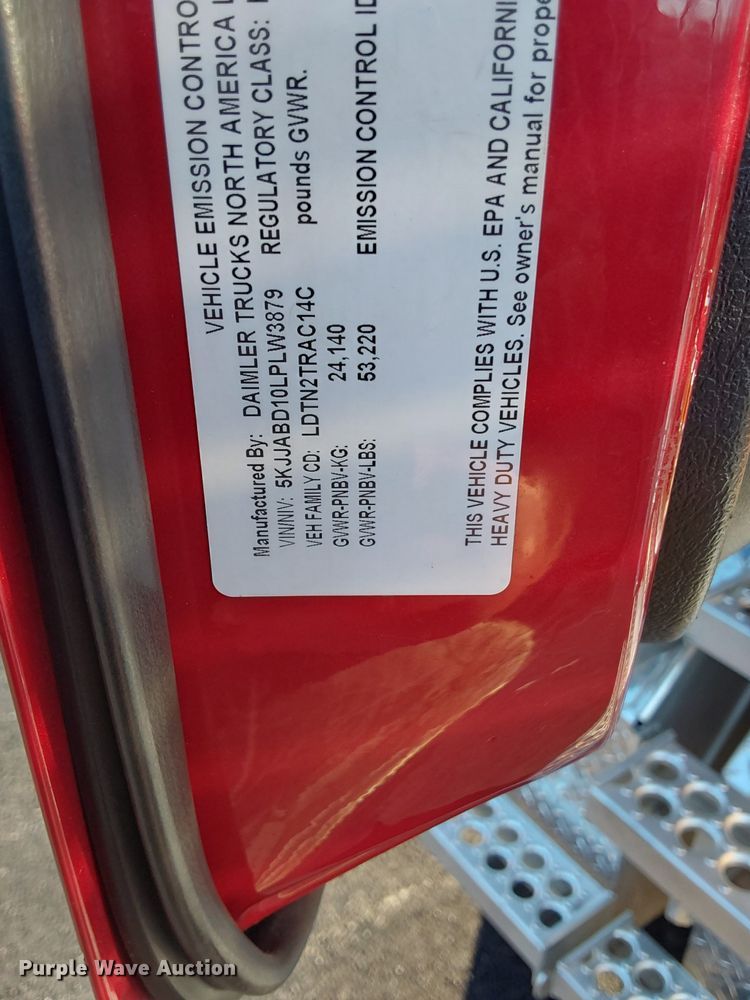 VEHICLE EMISSION CONTRO
Manufactured By: DAIMLER TRUCKS NORTH AMERICA L
VIN/NIV: 5KJJABD10LPLW3879 REGULATORY CLASS:
VEH FAMILY CD: LDTN2TRAC14C pounds GVWR.
GVWR-PNBV-KG: 24,140
GVWR-PNBV-LBS: 53,220 EMISSION CONTROL ID
THIS VEHICLE COMPLIES WITH U.S. EPA AND CALIFORNI
HEAVY DUTY VEHICLES. See owner's manual for prope
Purple Wave Auction